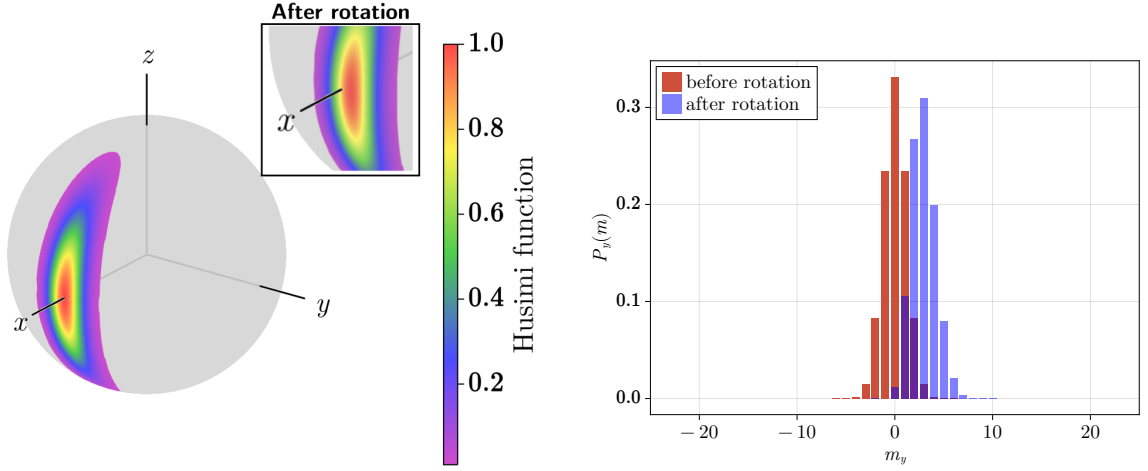 After rotation
z
x
y
x
1.0
0.8
0.6
0.4
0.2
Husimi function
before rotation
after rotation
0.3
0.2
0.1
0.0
P_y(m)
−20
−10
0
10
20
m_y